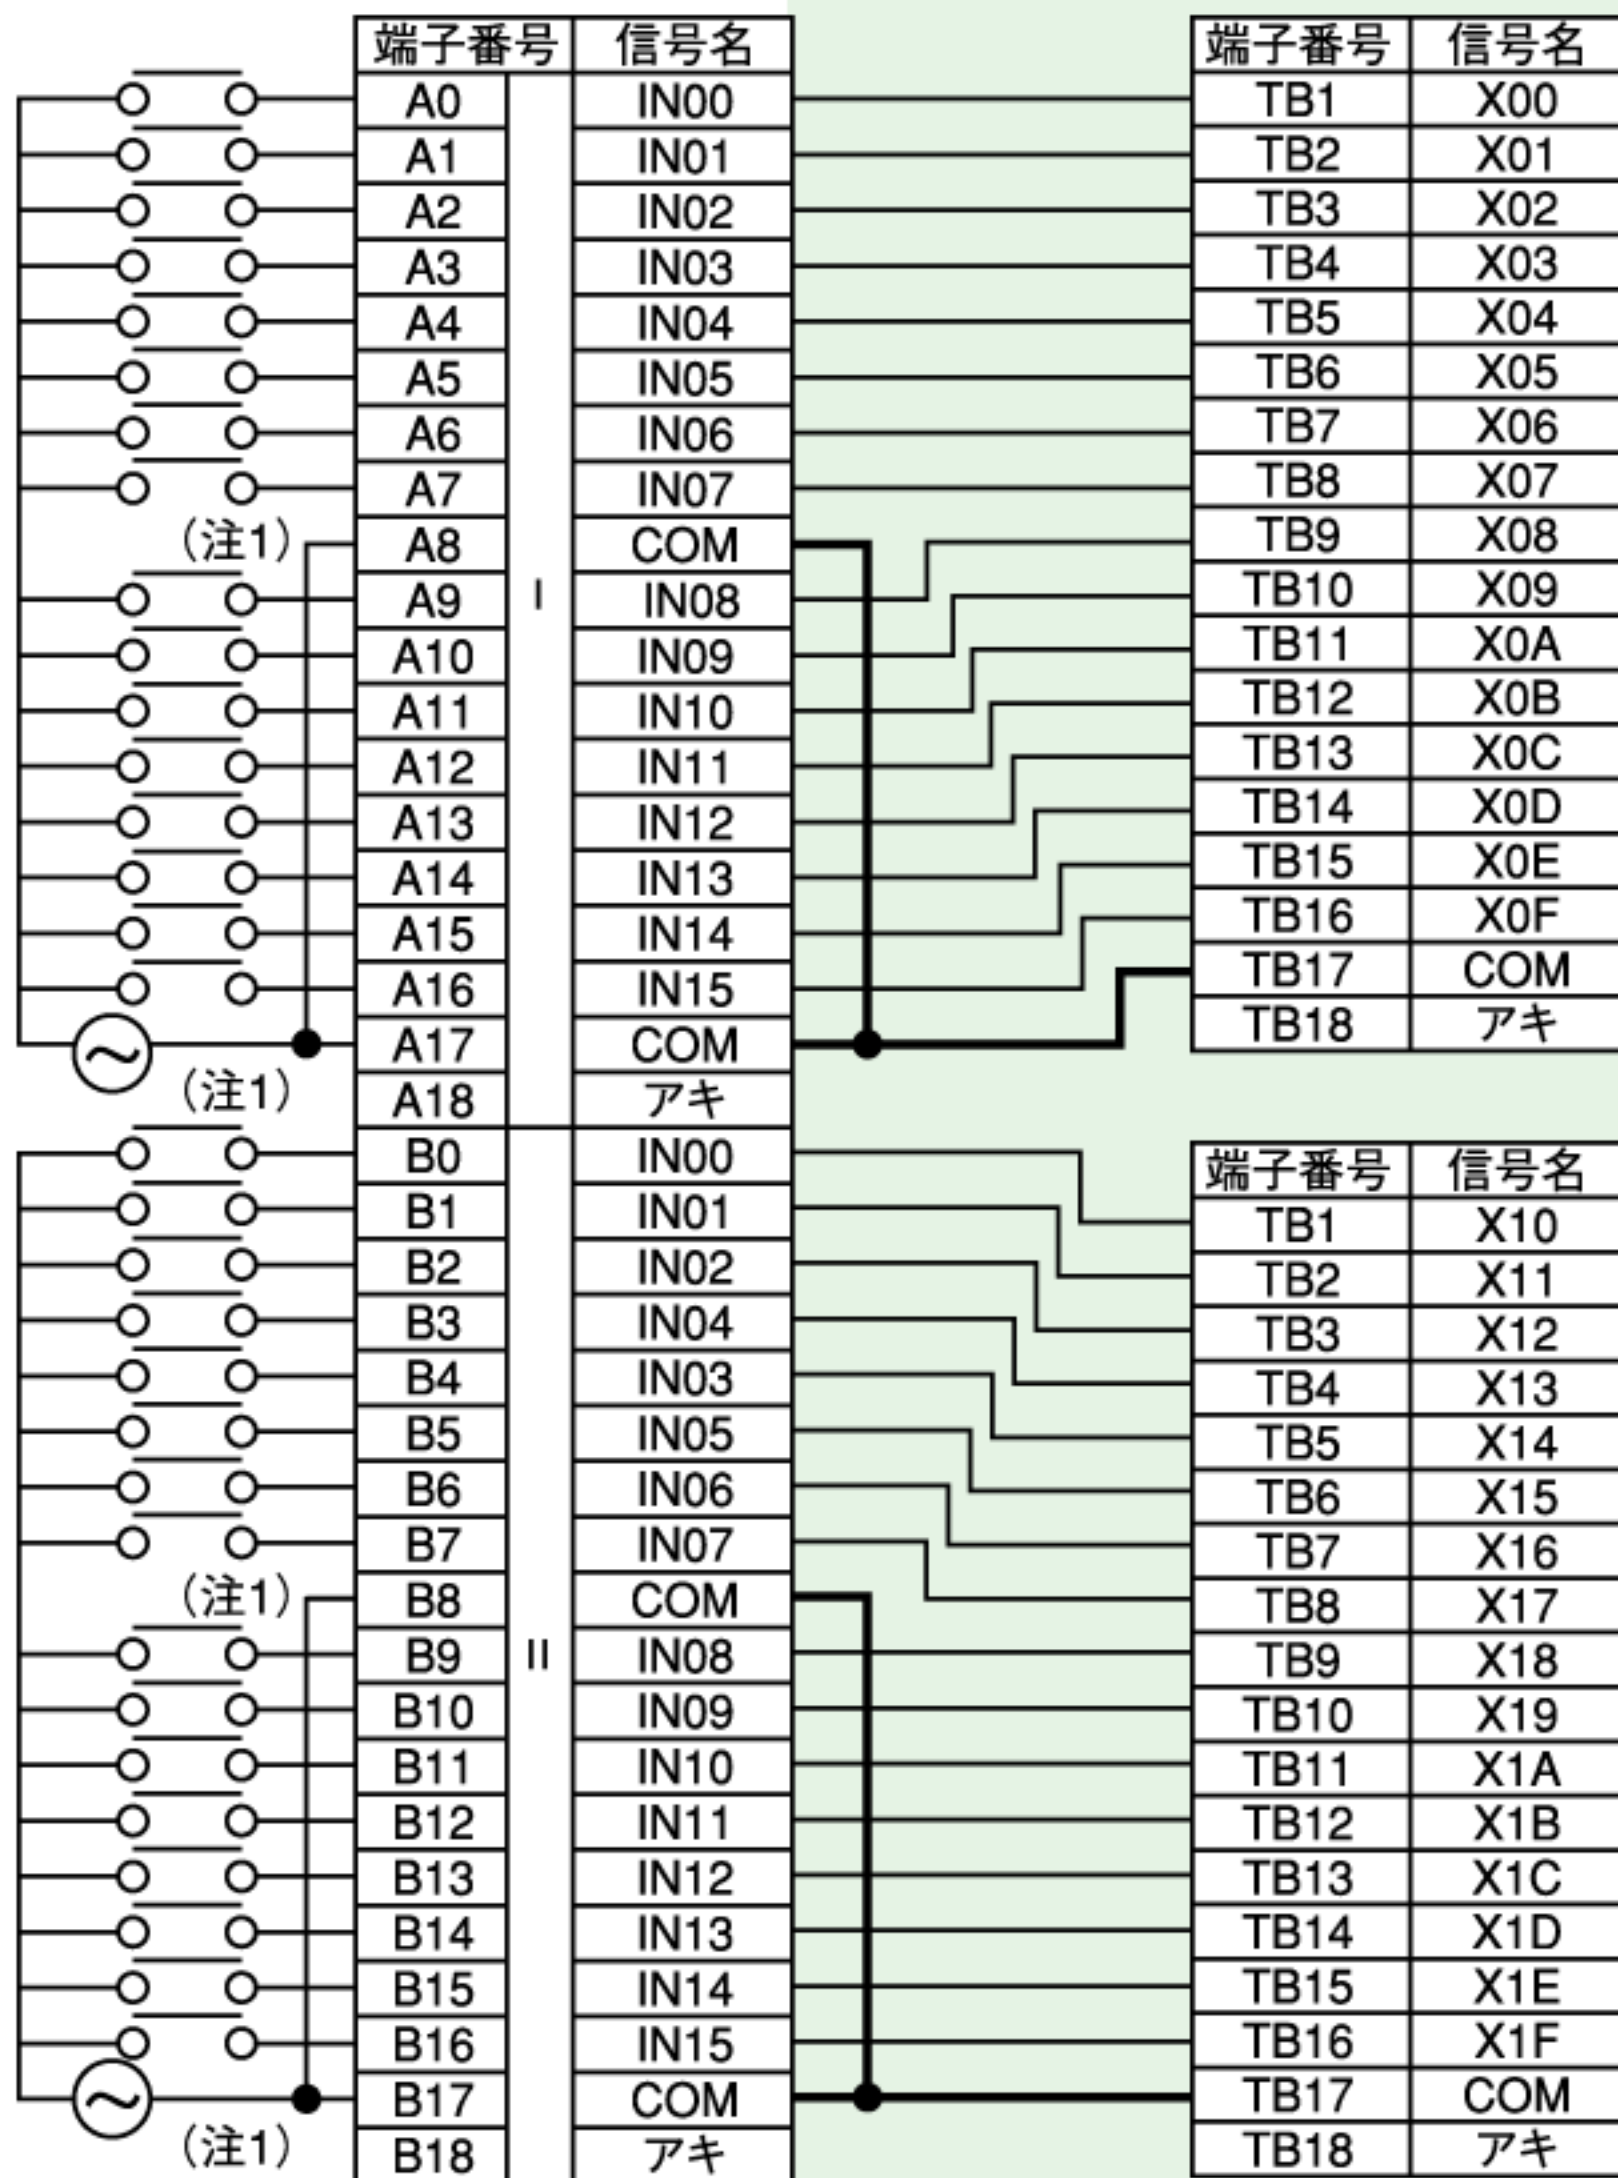 端子番号 信号名 端子番号 信号名
A0 IN00 TB1 X00
A1 IN01 TB2 X01
A2 IN02 TB3 X02
A3 IN03 TB4 X03
A4 IN04 TB5 X04
A5 IN05 TB6 X05
A6 IN06 TB7 X06
A7 IN07 TB8 X07
（注1） A8 COM TB9 X08
A9 I IN08 TB10 X09
A10 IN09 TB11 X0A
A11 IN10 TB12 X0B
A12 IN11 TB13 X0C
A13 IN12 TB14 X0D
A14 IN13 TB15 X0E
A15 IN14 TB16 X0F
A16 IN15 TB17 COM
A17 COM TB18 アキ
（注1） A18 アキ
B0 IN00 端子番号 信号名
B1 IN01 TB1 X10
B2 IN02 TB2 X11
B3 IN04 TB3 X12
B4 IN03 TB4 X13
B5 IN05 TB5 X14
B6 IN06 TB6 X15
B7 IN07 TB7 X16
（注1） B8 COM TB8 X17
B9 II IN08 TB9 X18
B10 IN09 TB10 X19
B11 IN10 TB11 X1A
B12 IN11 TB12 X1B
B13 IN12 TB13 X1C
B14 IN13 TB14 X1D
B15 IN14 TB15 X1E
B16 IN15 TB16 X1F
B17 COM TB17 COM
（注1） B18 アキ TB18 アキ